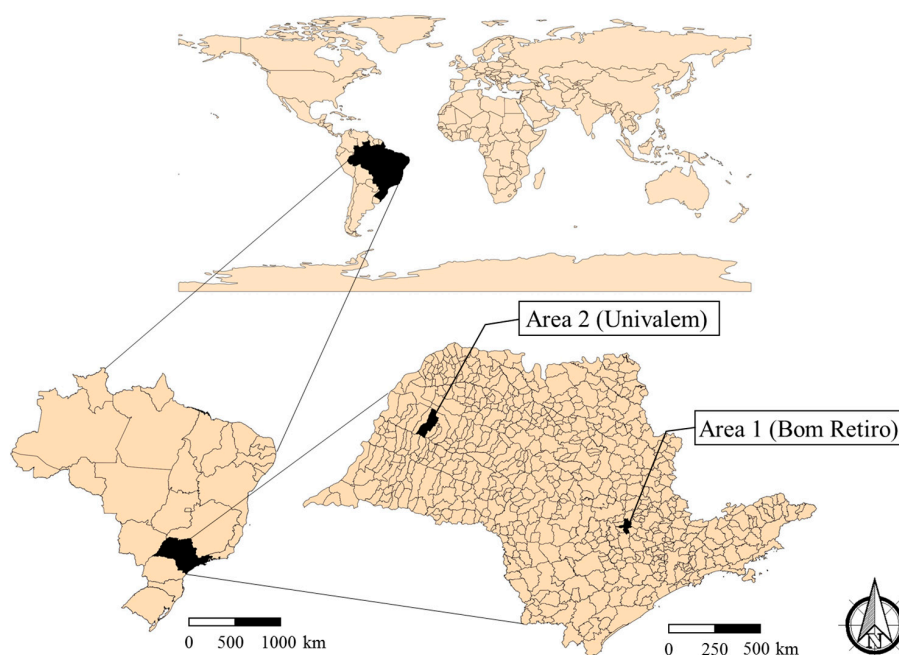 Area 2 (Univalem)
Area 1 (Bom Retiro)
0 500 1000 km
0 250 500 km
N